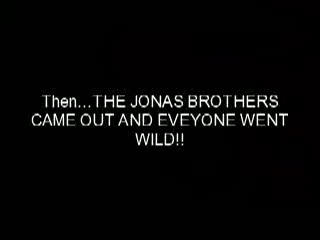 Then...THE JONAS BROTHERS
CAME OUT AND EVEYONE WENT
WILD!!